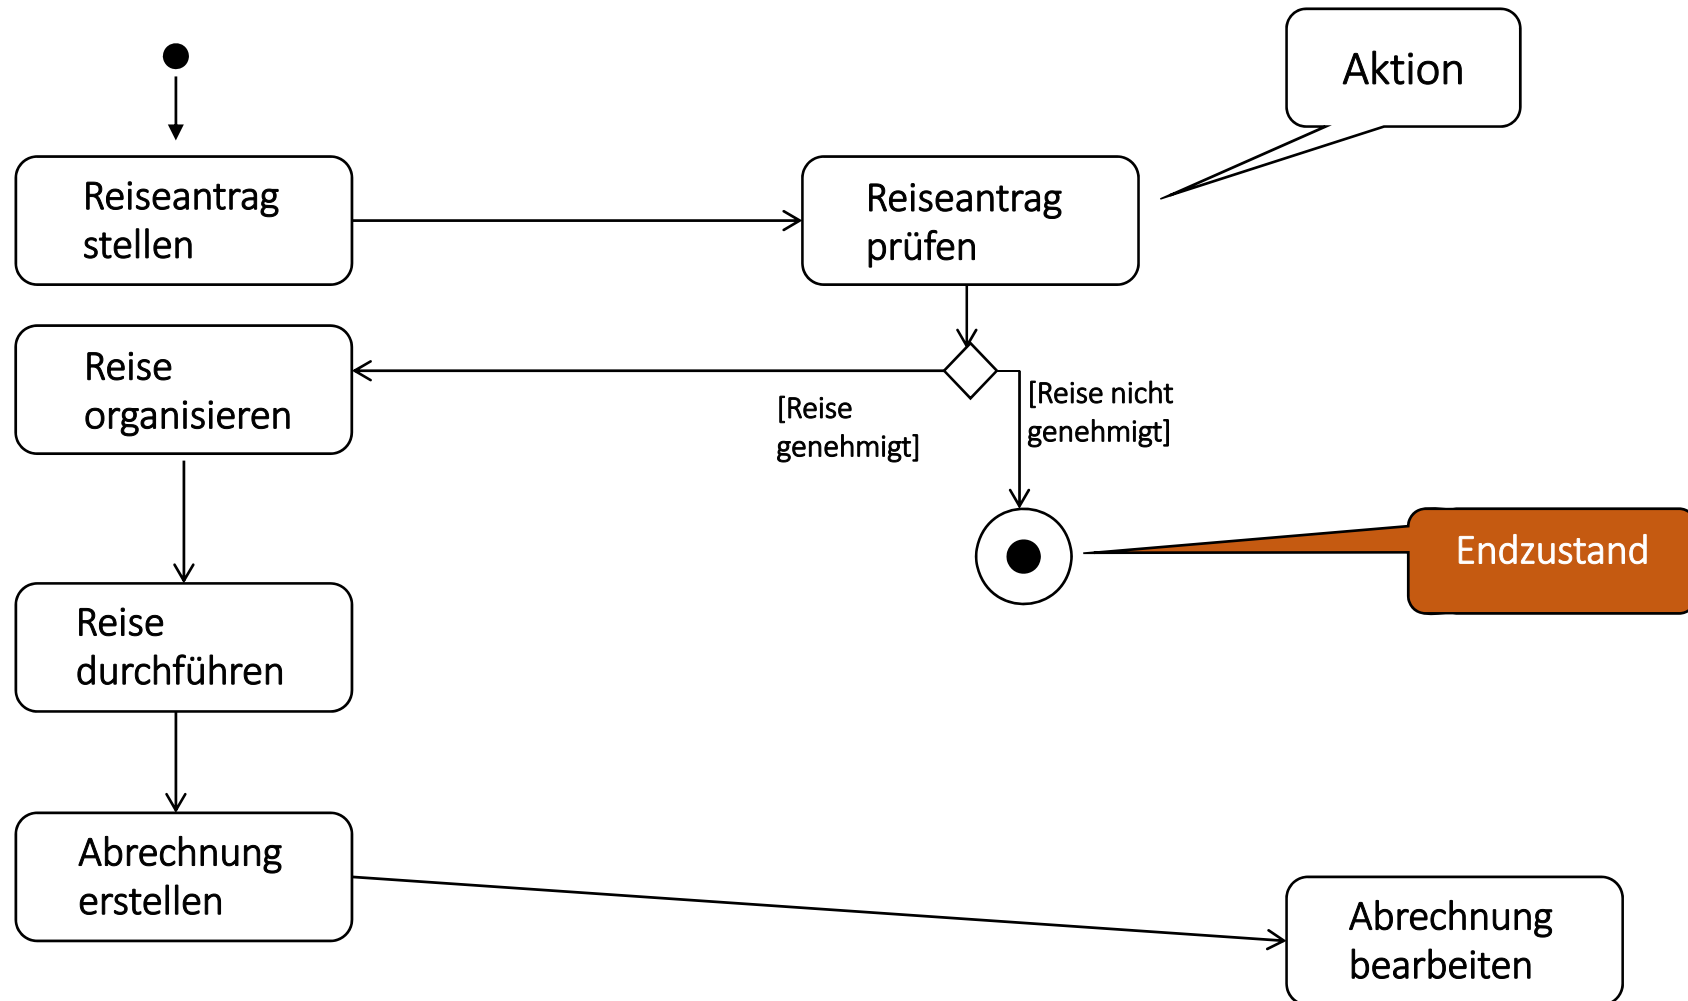 Aktion
Reiseantrag
stellen
Reiseantrag
prüfen
Reise
organisieren
[Reise
genehmigt]
[Reise nicht
genehmigt]
Endzustand
Reise
durchführen
Abrechnung
erstellen
Abrechnung
bearbeiten